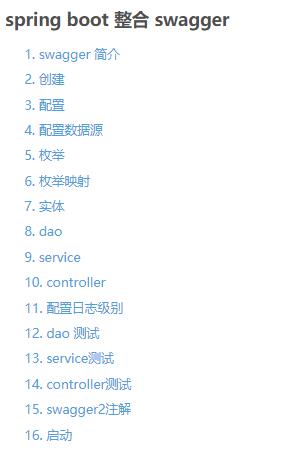 spring boot 整合 swagger
1. swagger 简介
2. 创建
3. 配置
4. 配置数据源
5. 枚举
6. 枚举映射
7. 实体
8. dao
9. service
10. controller
11. 配置日志级别
12. dao 测试
13. service测试
14. controller测试
15. swagger2注解
16. 启动